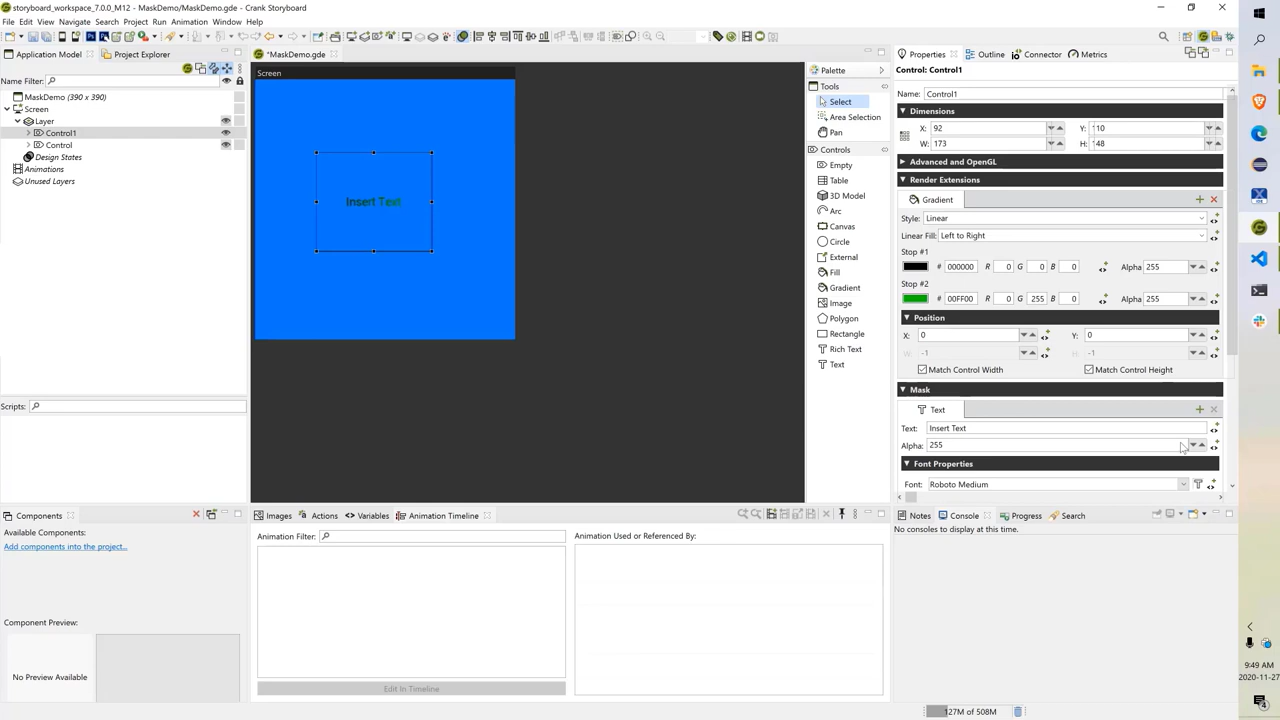 storyboard_workspace_7.0.0_M12 - MaskDemo/MaskDemo.gde - Crank Storyboard
File Edit View Navigate Search Project Run Animation Window Help
Application Model
Project Explorer
Name Filter:
MaskDemo (390 x 390)
Screen
Layer
Control1
Control
Design States
Animations
Unused Layers
Scripts:
Components
Available Components:
Add components into the project...
Component Preview:
No Preview Available
*MaskDemo.gde
Screen
Insert Text
Palette
Tools
Select
Area Selection
Pan
Controls
Empty
Table
3D Model
Arc
Canvas
Circle
External
Fill
Gradient
Image
Polygon
Rectangle
Rich Text
Text
Images Actions Variables Animation Timeline
Animation Filter:
Animation Used or Referenced By:
Edit In Timeline
Properties Outline Connector Metrics
Control: Control1
Name: Control1
Dimensions
X: 92 Y: 110
W: 173 H: 148
Advanced and OpenGL
Render Extensions
Gradient
Style: Linear
Linear Fill: Left to Right
Stop #1
# 000000 R 0 G 0 B 0 Alpha 255
Stop #2
# 00FF00 R 0 G 255 B 0 Alpha 255
Position
X: 0 Y: 0
W: -1 H: -1
Match Control Width Match Control Height
Mask
Text
Text: Insert Text
Alpha: 255
Font Properties
Font: Roboto Medium
Notes Console Progress Search
No consoles to display at this time.
127M of 508M
9:49 AM
2020-11-27